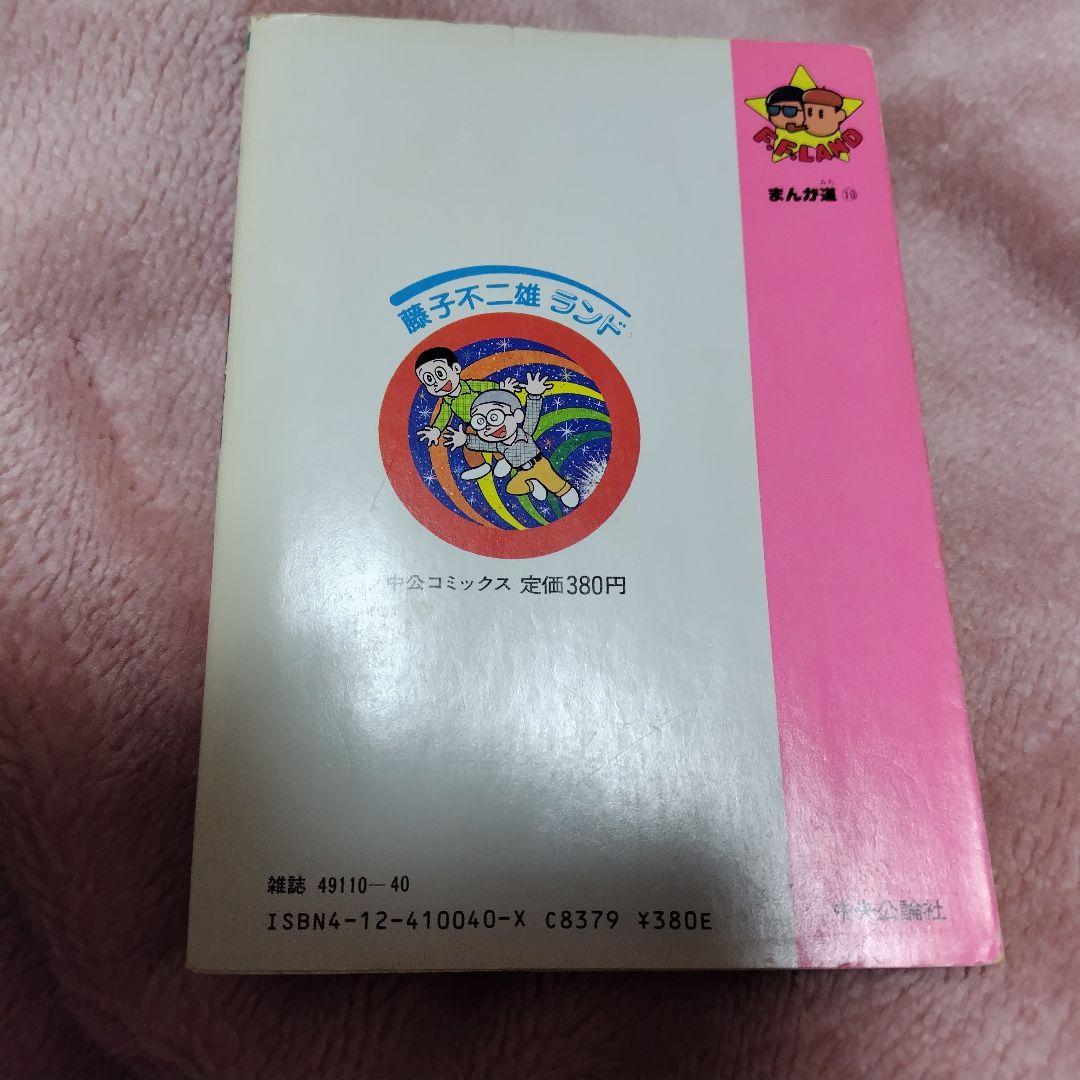 F.F.LAND
まんが道 ⑩
みち
藤子不二雄 ランド
中公コミックス 定価380円
雑誌 49110-40
ISBN4-12-410040-X C8379 ¥380E
中央公論社